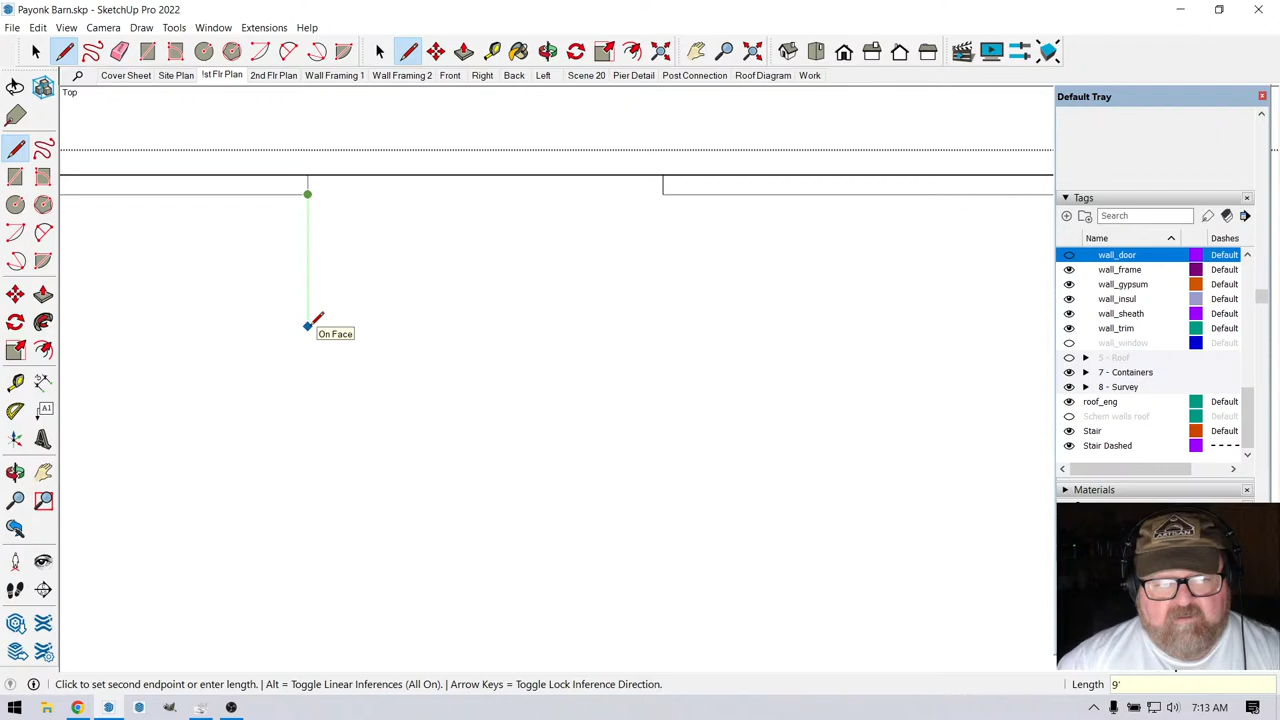 Payonk Barn.skp - SketchUp Pro 2022
File Edit View Camera Draw Tools Window Extensions Help
Cover Sheet Site Plan 1st Flr Plan 2nd Flr Plan Wall Framing 1 Wall Framing 2 Front Right Back Left Scene 20 Pier Detail Post Connection Roof Diagram Work
Top
Default Tray
Tags
Search
Name Dashes
wall_door Default
wall_frame Default
wall_gypsum Default
wall_insul Default
wall_sheath Default
wall_trim Default
wall_window Default
5 - Roof
7 - Containers
8 - Survey
roof_eng Default
Schem walls roof Default
Stair Default
Stair Dashed
Materials
On Face
A1
ARTISAN
Click to set second endpoint or enter length. | Alt = Toggle Linear Inferences (All On). | Arrow Keys = Toggle Lock Inference Direction.
Length 9'
7:13 AM